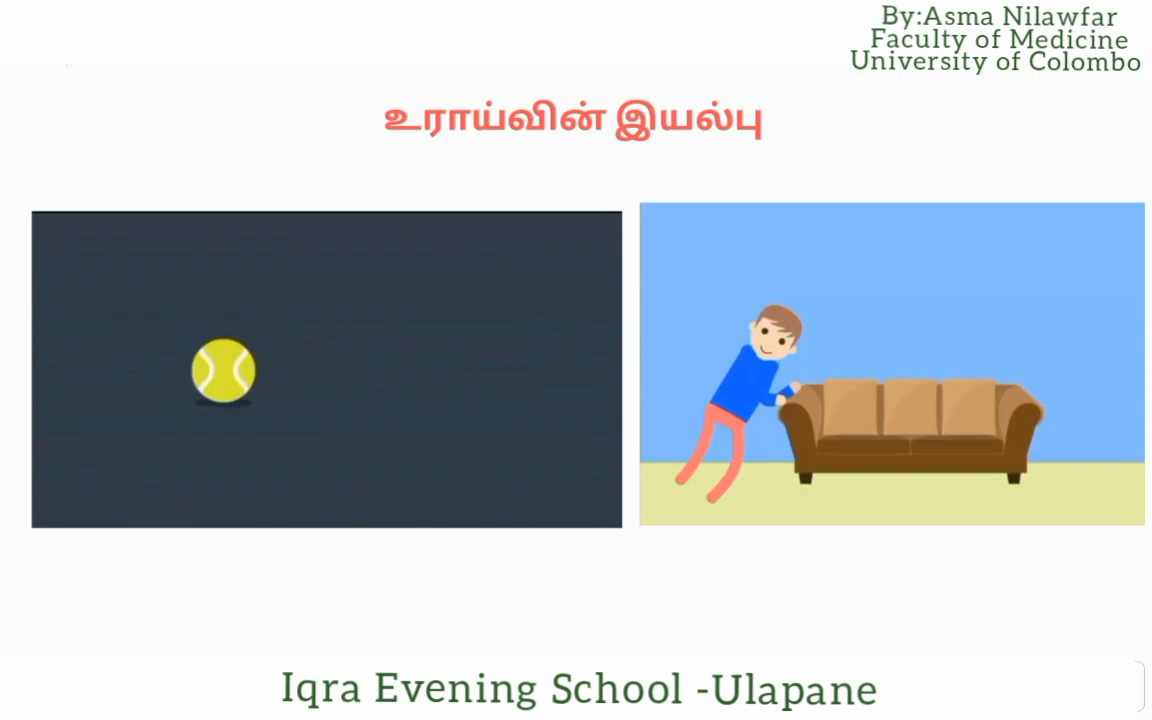 By:Asma Nilawfar
Faculty of Medicine
University of Colombo
உராய்வின் இயல்பு
Iqra Evening School -Ulapane